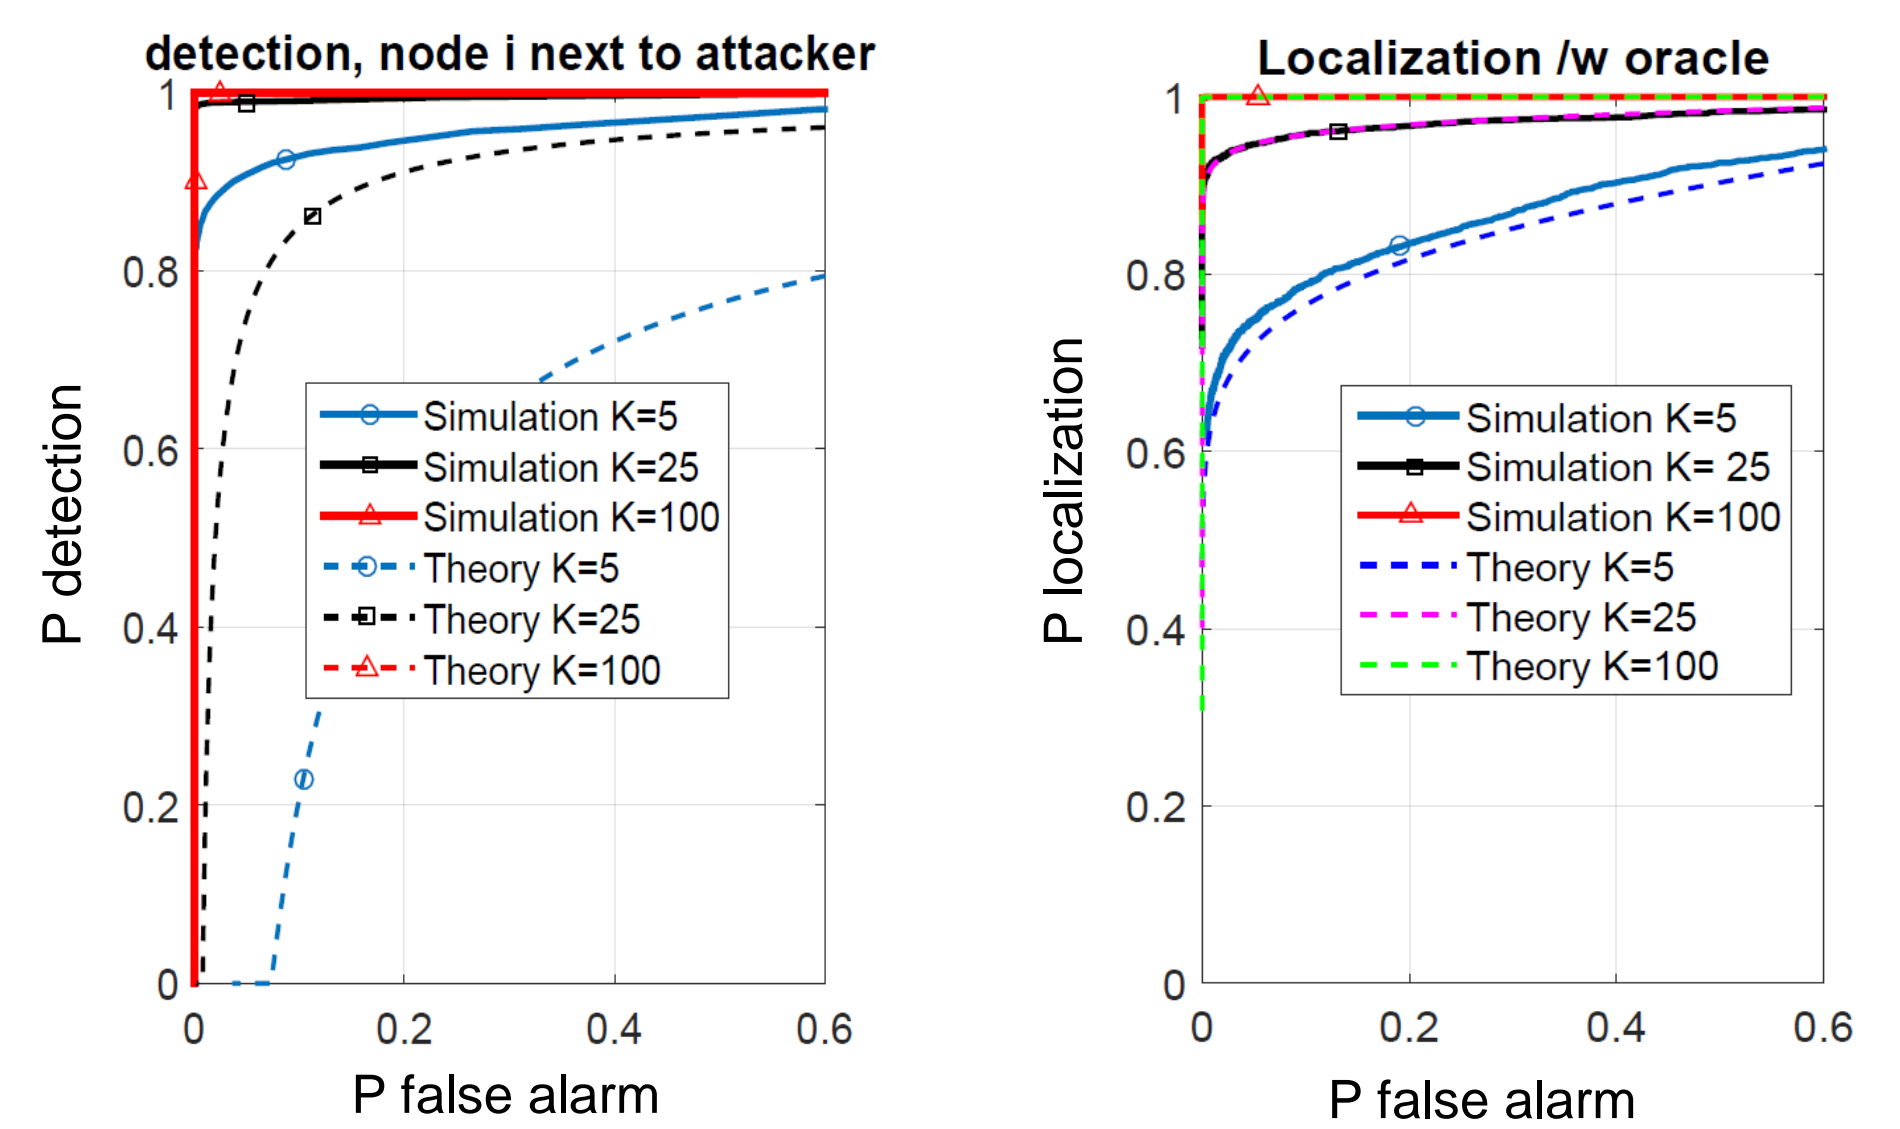 detection, node i next to attacker
P detection
1
0.8
0.6
0.4
0.2
0
0
0.2
0.4
0.6
P false alarm
Simulation K=5
Simulation K=25
Simulation K=100
Theory K=5
Theory K=25
Theory K=100
Localization /w oracle
P localization
1
0.8
0.6
0.4
0.2
0
0
0.2
0.4
0.6
P false alarm
Simulation K=5
Simulation K= 25
Simulation K=100
Theory K=5
Theory K=25
Theory K=100